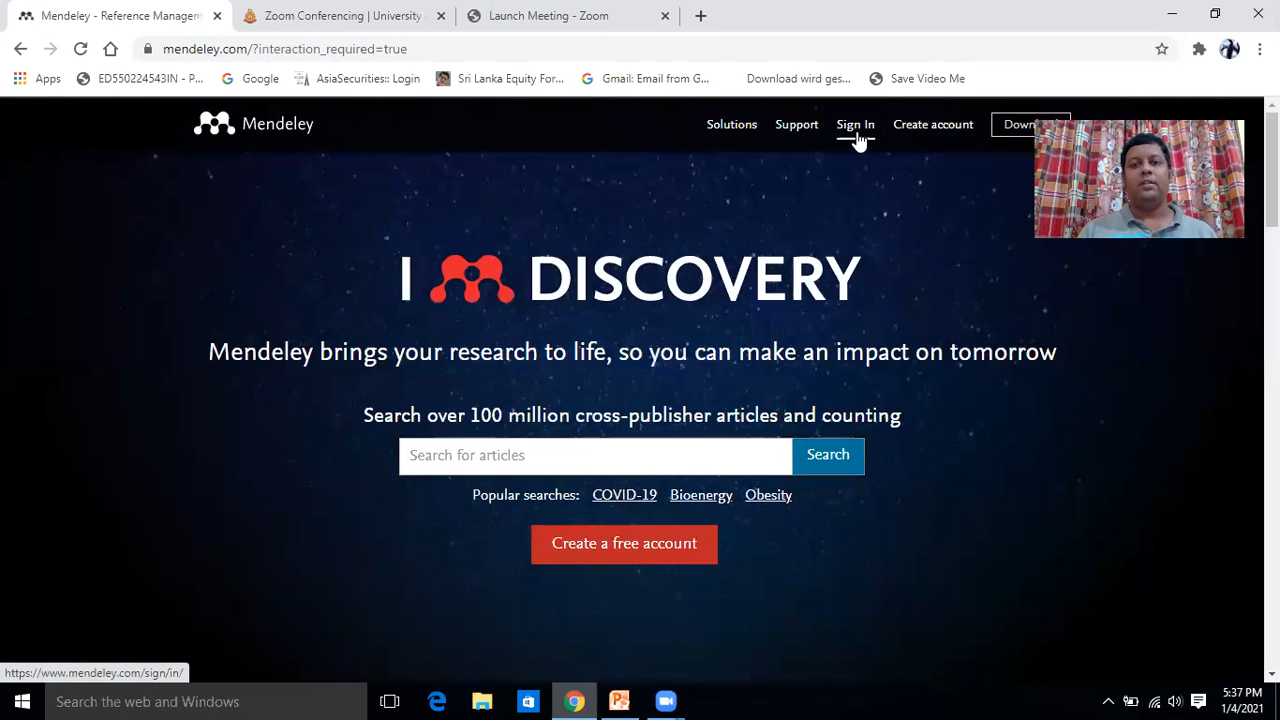 Mendeley - Reference Managem
Zoom Conferencing | University
Launch Meeting - Zoom
mendeley.com/?interaction_required=true
Apps
ED550224543IN - P...
Google
AsiaSecurities:: Login
Sri Lanka Equity For...
Gmail: Email from G...
Download wird ges...
Save Video Me
Mendeley
Solutions
Support
Sign In
Create account
Down
I DISCOVERY
Mendeley brings your research to life, so you can make an impact on tomorrow
Search over 100 million cross-publisher articles and counting
Search for articles
Search
Popular searches: COVID-19 Bioenergy Obesity
Create a free account
https://www.mendeley.com/sign/in/
Search the web and Windows
5:37 PM
1/4/2021